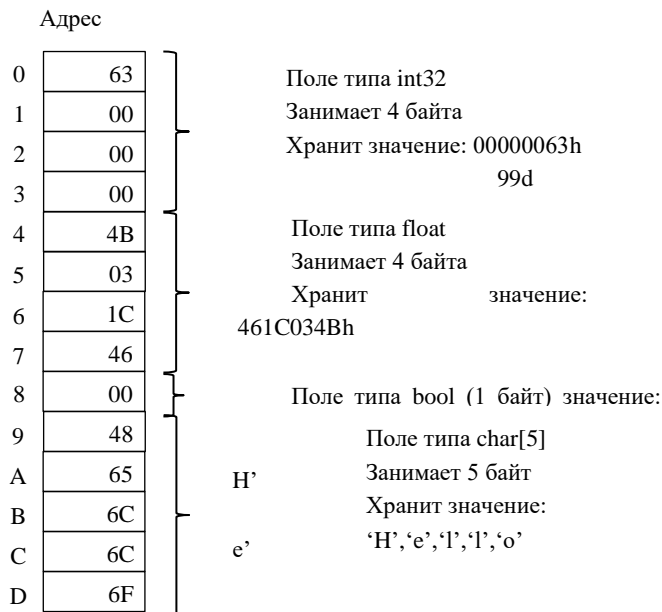 Адрес
0 63 Поле типа int32
1 00 Занимает 4 байта
2 00 Хранит значение: 00000063h
3 00 99d
4 4B Поле типа float
5 03 Занимает 4 байта
6 1C Хранит значение:
7 46 461C034Bh
8 00 Поле типа bool (1 байт) значение:
9 48 Поле типа char[5]
A 65 H’ Занимает 5 байт
B 6C Хранит значение:
C 6C e’ ‘H’,‘e’,‘l’,‘l’,‘o’
D 6F